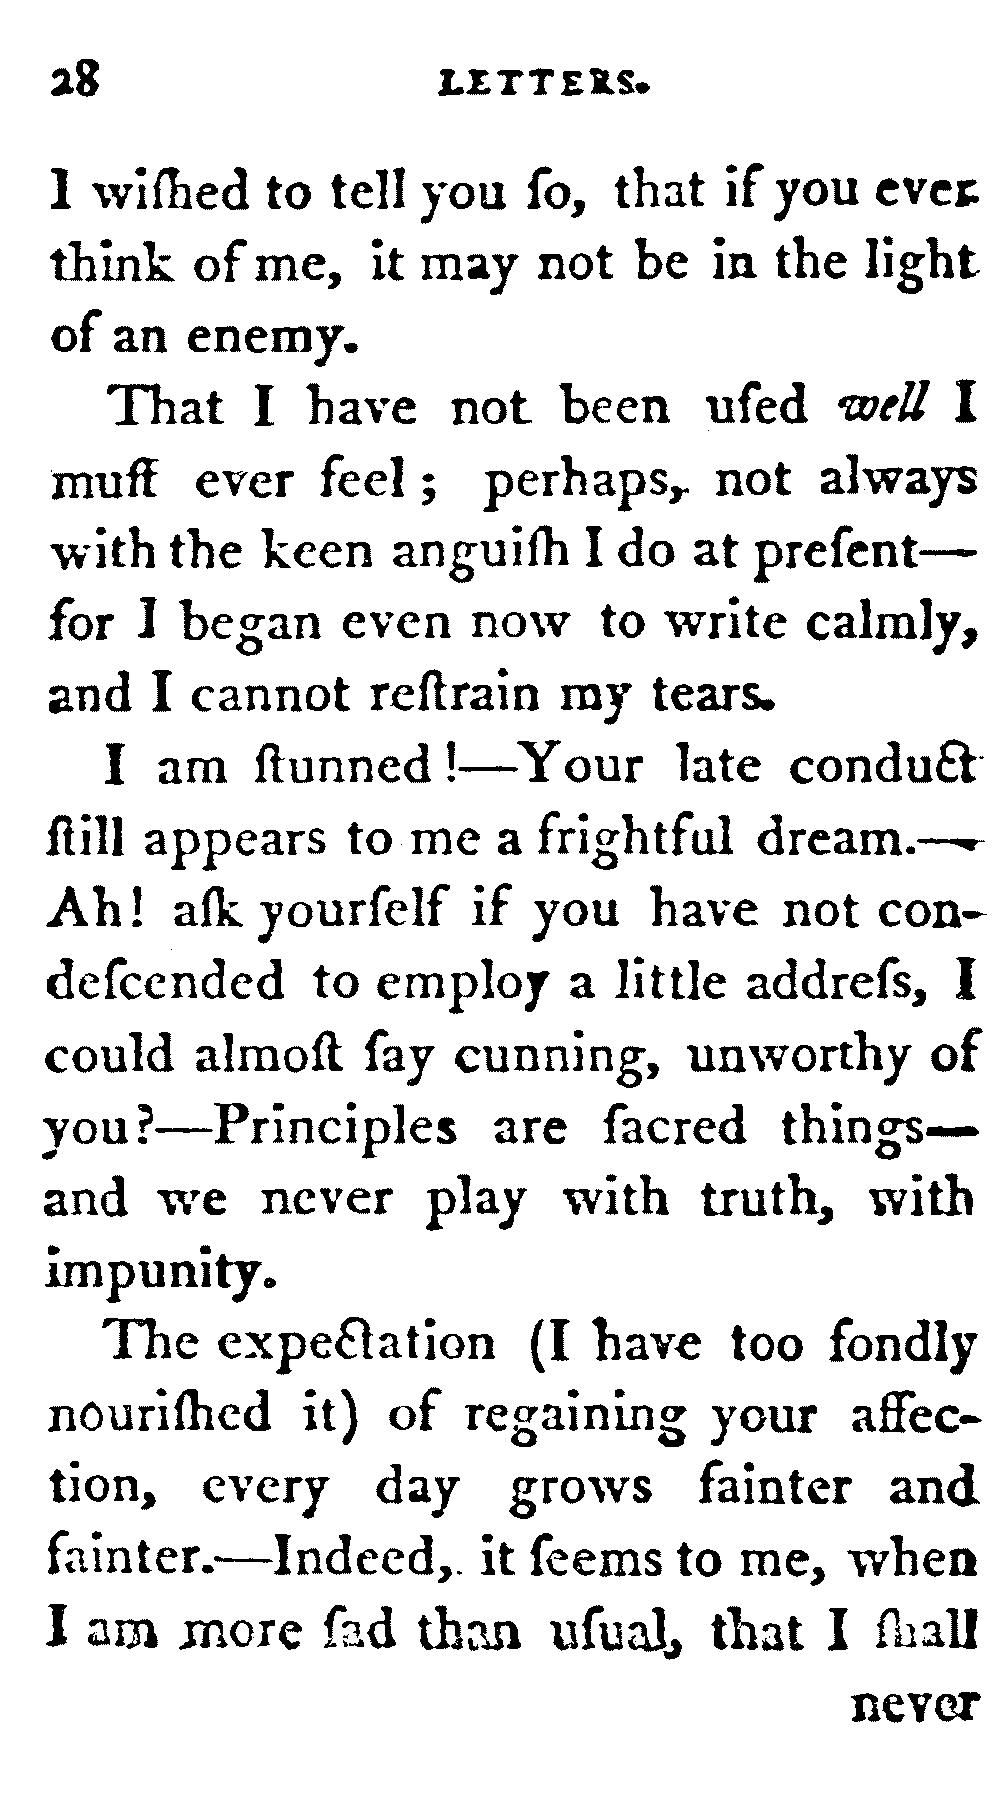 28 LETTERS.
I wiſhed to tell you ſo, that if you ever
think of me, it may not be in the light
of an enemy.
That I have not been uſed well I
muſt ever feel; perhaps, not always
with the keen anguiſh I do at preſent—
for I began even now to write calmly,
and I cannot reſtrain my tears.
I am ſtunned!—Your late conduct
ſtill appears to me a frightful dream.—
Ah! aſk yourſelf if you have not con-
deſcended to employ a little addreſs, I
could almoſt ſay cunning, unworthy of
you?—Principles are ſacred things—
and we never play with truth, with
impunity.
The expectation (I have too fondly
nouriſhed it) of regaining your affec-
tion, every day grows fainter and
fainter.—Indeed, it ſeems to me, when
I am more ſad than uſual, that I ſhall
never